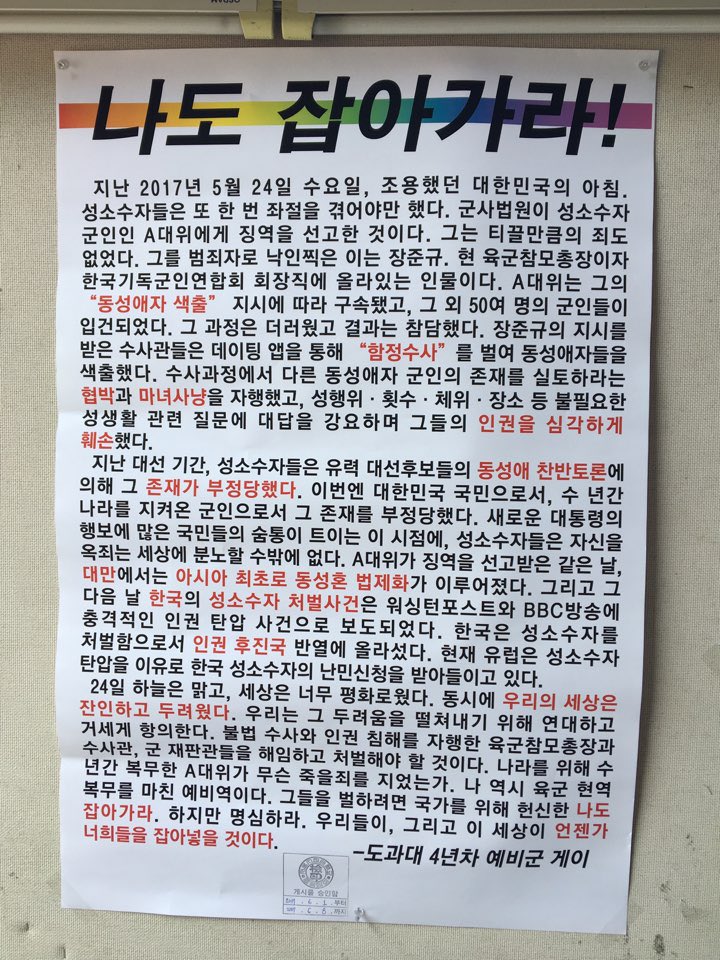 나도 잡아가라!
지난 2017년 5월 24일 수요일, 조용했던 대한민국의 아침.
성소수자들은 또 한 번 좌절을 겪어야만 했다. 군사법원이 성소수자
군인인 A대위에게 징역을 선고한 것이다. 그는 티끌만큼의 죄도
없었다. 그를 범죄자로 낙인찍은 이는 장준규. 현 육군참모총장이자
한국기독군인연합회 회장직에 올라있는 인물이다. A대위는 그의
“동성애자 색출” 지시에 따라 구속됐고, 그 외 50여 명의 군인들이
입건되었다. 그 과정은 더러웠고 결과는 참담했다. 장준규의 지시를
받은 수사관들은 데이팅 앱을 통해 “함정수사”를 벌여 동성애자들을
색출했다. 수사과정에서 다른 동성애자 군인의 존재를 실토하라는
협박과 마녀사냥을 자행했고, 성행위·횟수·체위·장소 등 불필요한
성생활 관련 질문에 대답을 강요하며 그들의 인권을 심각하게
훼손했다.
지난 대선 기간, 성소수자들은 유력 대선후보들의 동성애 찬반토론에
의해 그 존재가 부정당했다. 이번엔 대한민국 국민으로서, 수 년간
나라를 지켜온 군인으로서 그 존재를 부정당했다. 새로운 대통령의
행보에 많은 국민들의 숨통이 트이는 이 시점에, 성소수자들은 자신을
옥죄는 세상에 분노할 수밖에 없다. A대위가 징역을 선고받은 같은 날,
대만에서는 아시아 최초로 동성혼 법제화가 이루어졌다. 그리고 그
다음 날 한국의 성소수자 처벌사건은 워싱턴포스트와 BBC방송에
충격적인 인권 탄압 사건으로 보도되었다. 한국은 성소수자를
처벌함으로서 인권 후진국 반열에 올라섰다. 현재 유럽은 성소수자
탄압을 이유로 한국 성소수자의 난민신청을 받아들이고 있다.
24일 하늘은 맑고, 세상은 너무 평화로웠다. 동시에 우리의 세상은
잔인하고 두려웠다. 우리는 그 두려움을 떨쳐내기 위해 연대하고
거세게 항의한다. 불법 수사와 인권 침해를 자행한 육군참모총장과
수사관, 군 재판관들을 해임하고 처벌해야 할 것이다. 나라를 위해 수
년간 복무한 A대위가 무슨 죽을죄를 지었는가. 나 역시 육군 현역
복무를 마친 예비역이다. 그들을 벌하려면 국가를 위해 헌신한 나도
잡아가라. 하지만 명심하라. 우리들이, 그리고 이 세상이 언젠가
너희들을 잡아넣을 것이다.
-도과대 4년차 예비군 게이
게시를 승인함
부터
까지